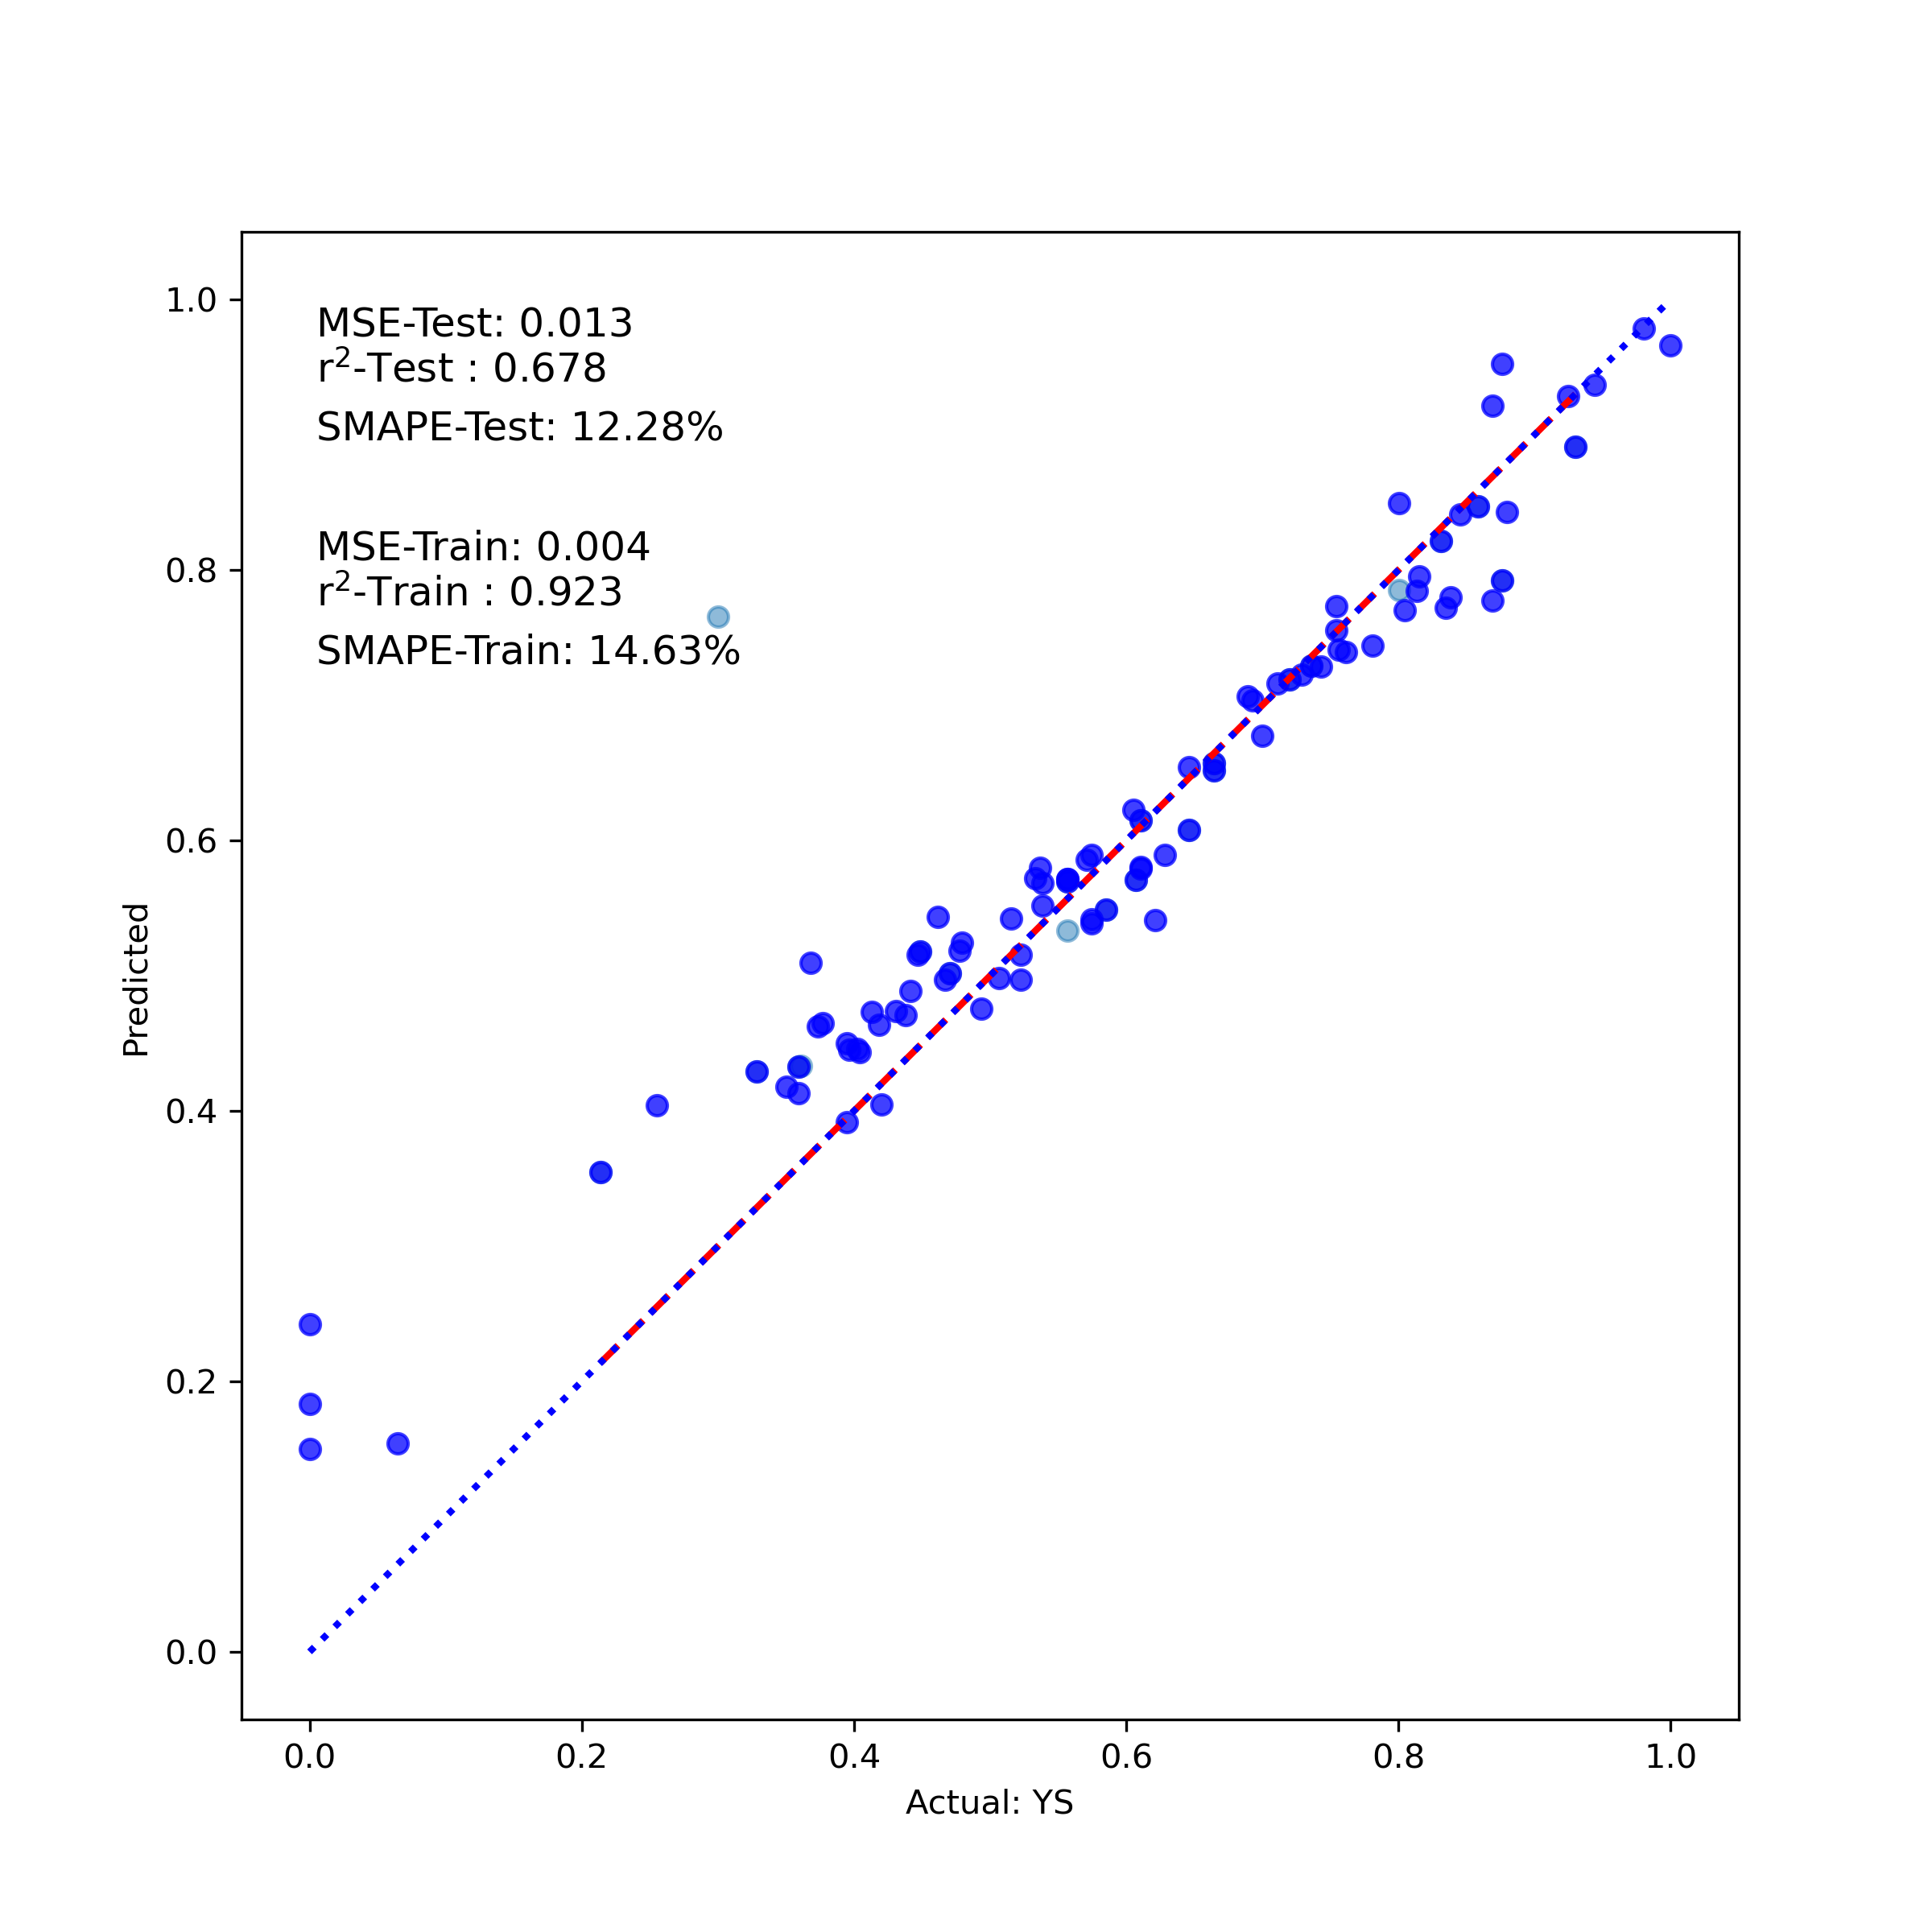 MSE-Test: 0.013
r²-Test : 0.678
SMAPE-Test: 12.28%
MSE-Train: 0.004
r²-Train : 0.923
SMAPE-Train: 14.63%
1.0
0.8
0.6
0.4
0.2
0.0
Predicted
0.0 0.2 0.4 0.6 0.8 1.0
Actual: YS